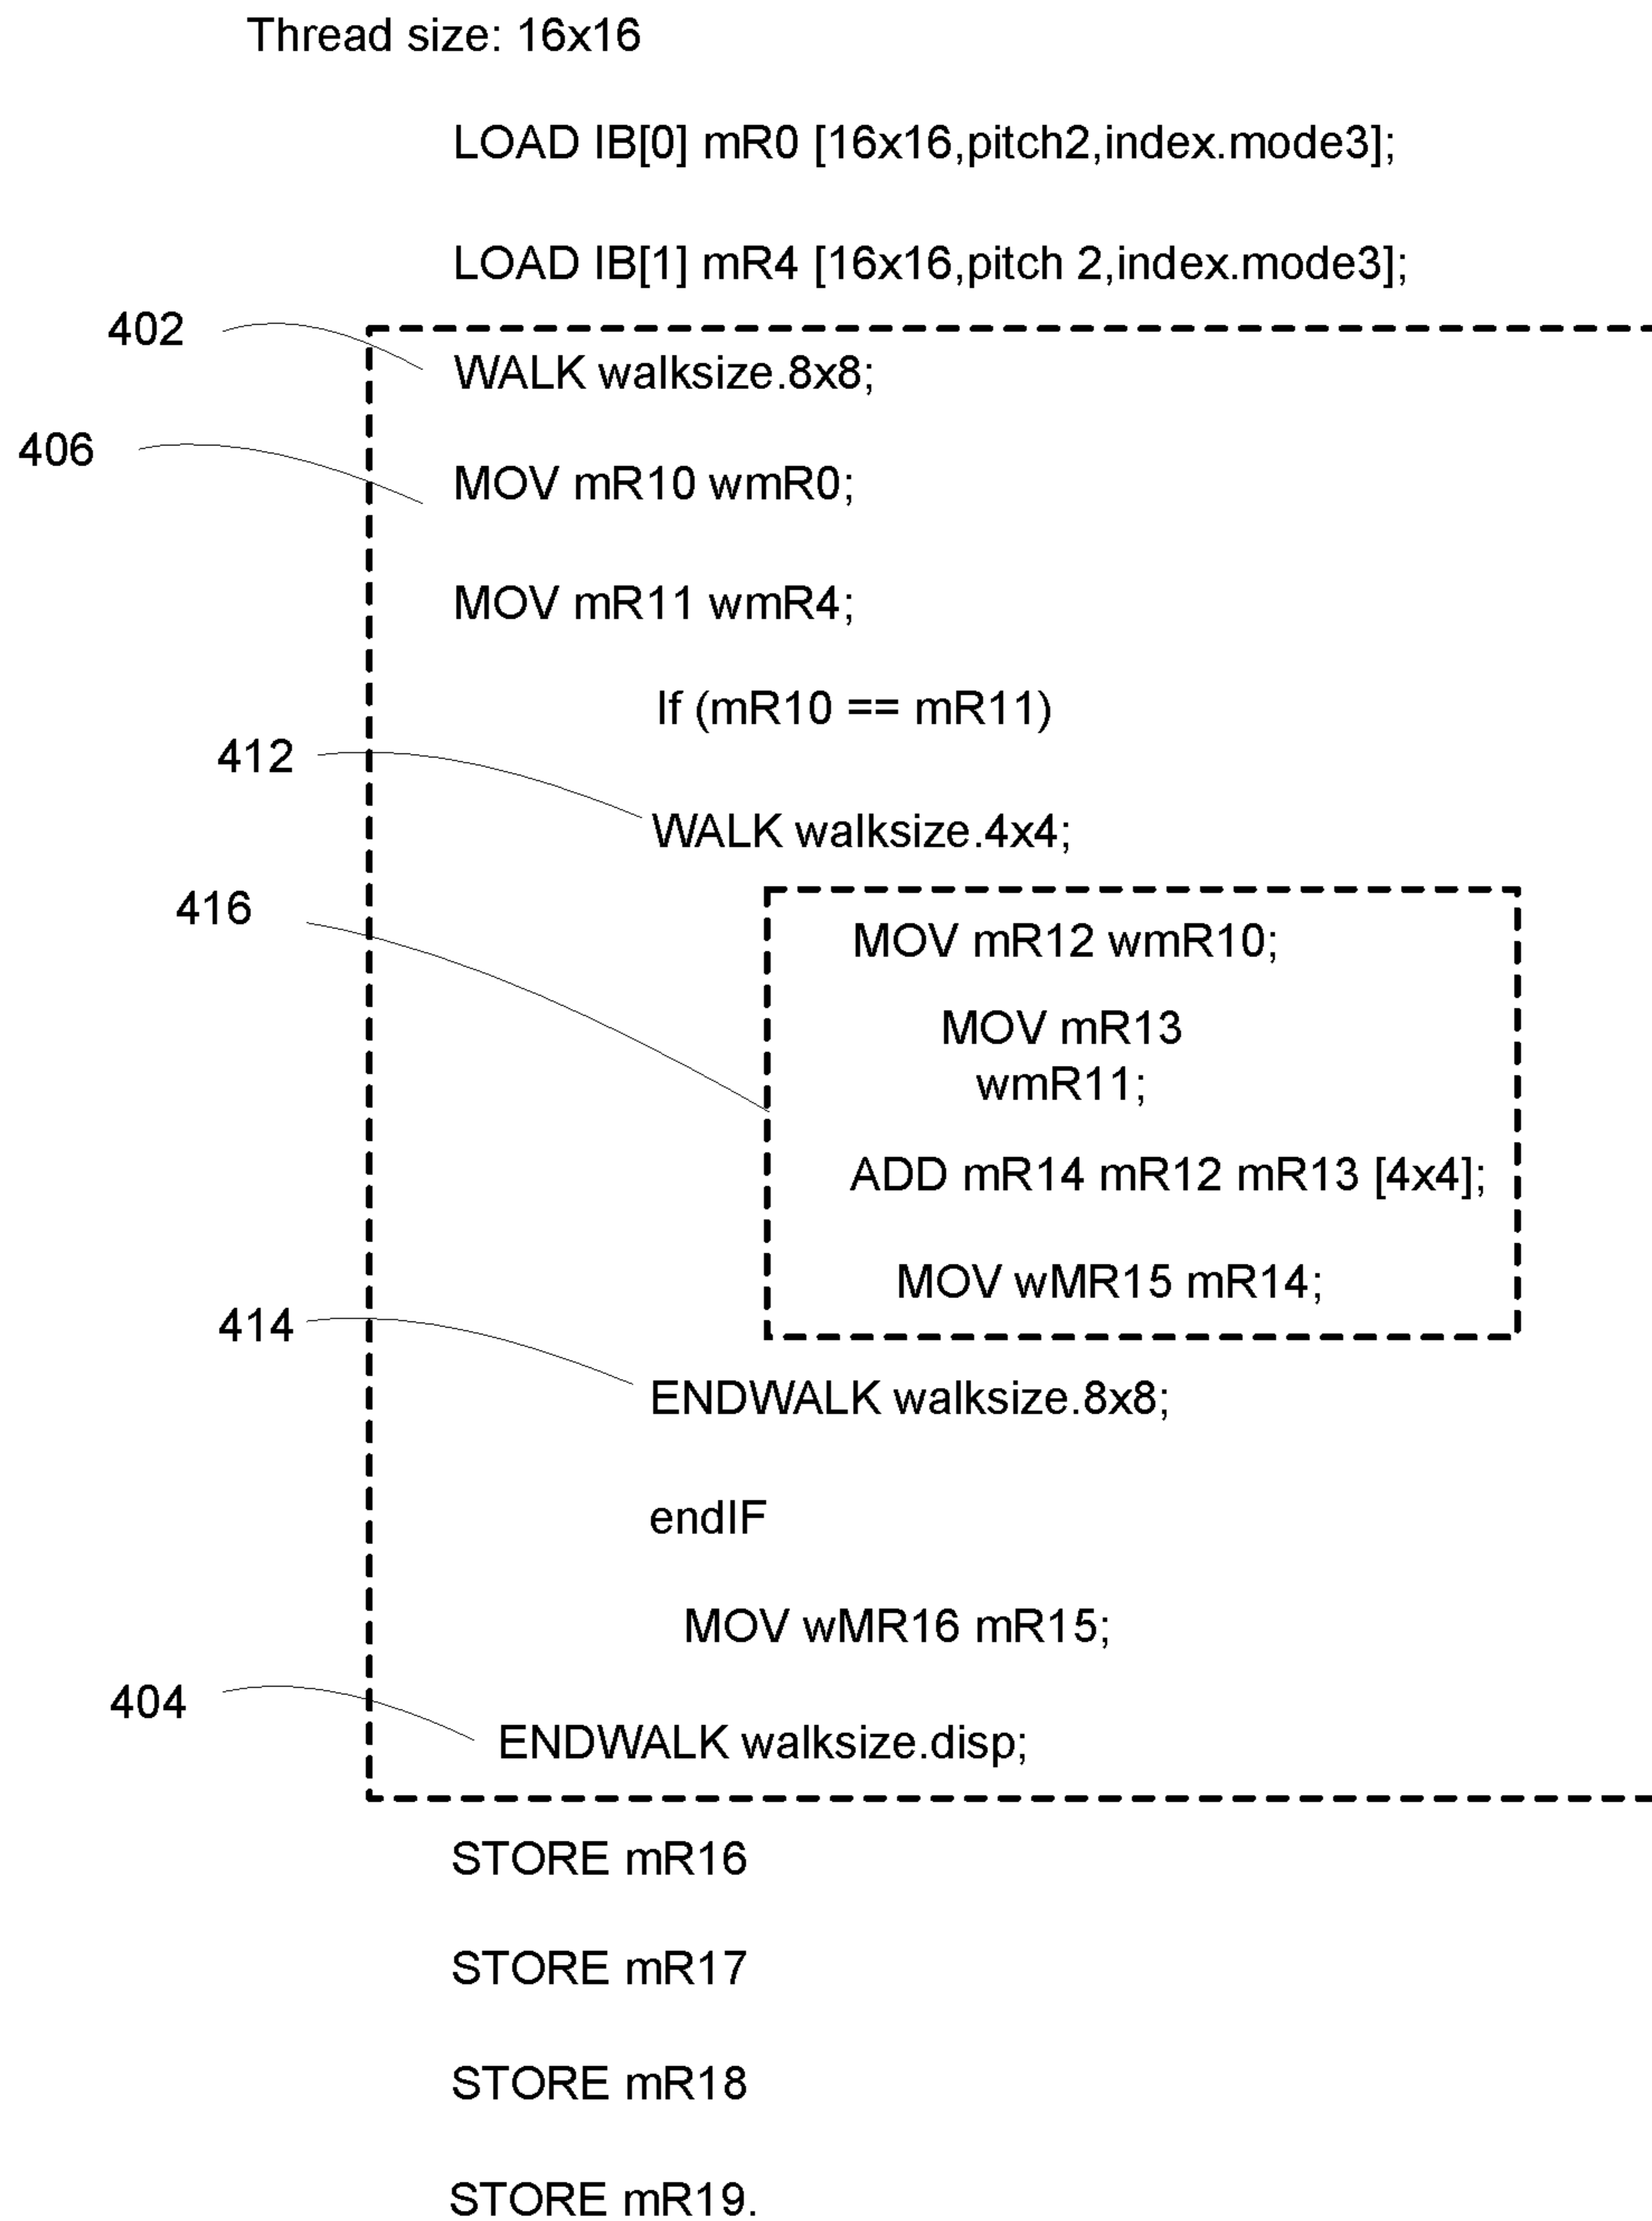 Thread size: 16x16
LOAD IB[0] mR0 [16x16,pitch2,index.mode3];
LOAD IB[1] mR4 [16x16,pitch 2,index.mode3];
402
WALK walksize.8x8;
406
MOV mR10 wmR0;
MOV mR11 wmR4;
If (mR10 == mR11)
412
WALK walksize.4x4;
416
MOV mR12 wmR10;
MOV mR13
wmR11;
ADD mR14 mR12 mR13 [4x4];
MOV wMR15 mR14;
414
ENDWALK walksize.8x8;
endIF
MOV wMR16 mR15;
404
ENDWALK walksize.disp;
STORE mR16
STORE mR17
STORE mR18
STORE mR19.